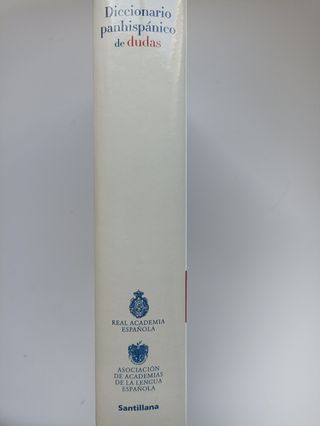 Diccionario
panhispánico
de dudas
REAL ACADEMIA
ESPAÑOLA
ASOCIACIÓN
DE ACADEMIAS
DE LA LENGUA
ESPAÑOLA
Santillana